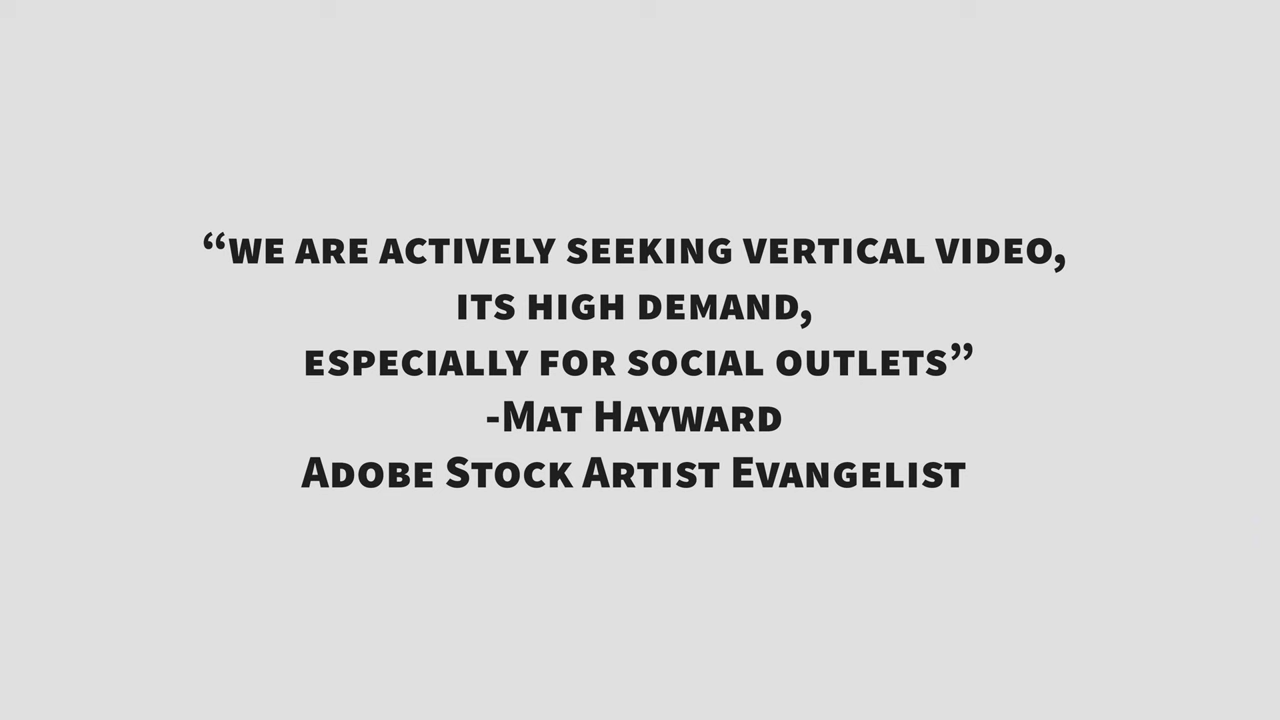 “we are actively seeking vertical video,
its high demand,
especially for social outlets”
-Mat Hayward
Adobe Stock Artist Evangelist